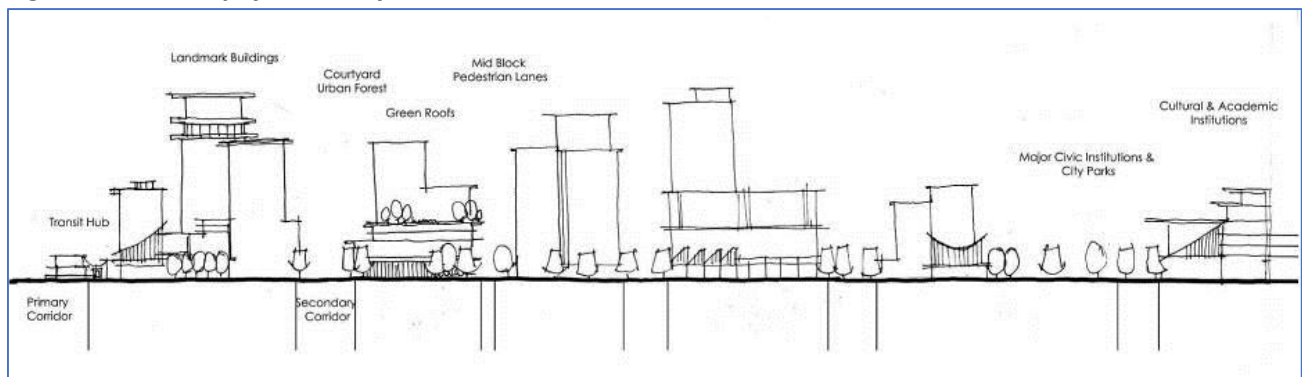 Landmark Buildings
Courtyard
Urban Forest
Green Roofs
Mid Block
Pedestrian Lanes
Cultural & Academic
Institutions
Major Civic Institutions &
City Parks
Transit Hub
Primary
Corridor
Secondary
Corridor